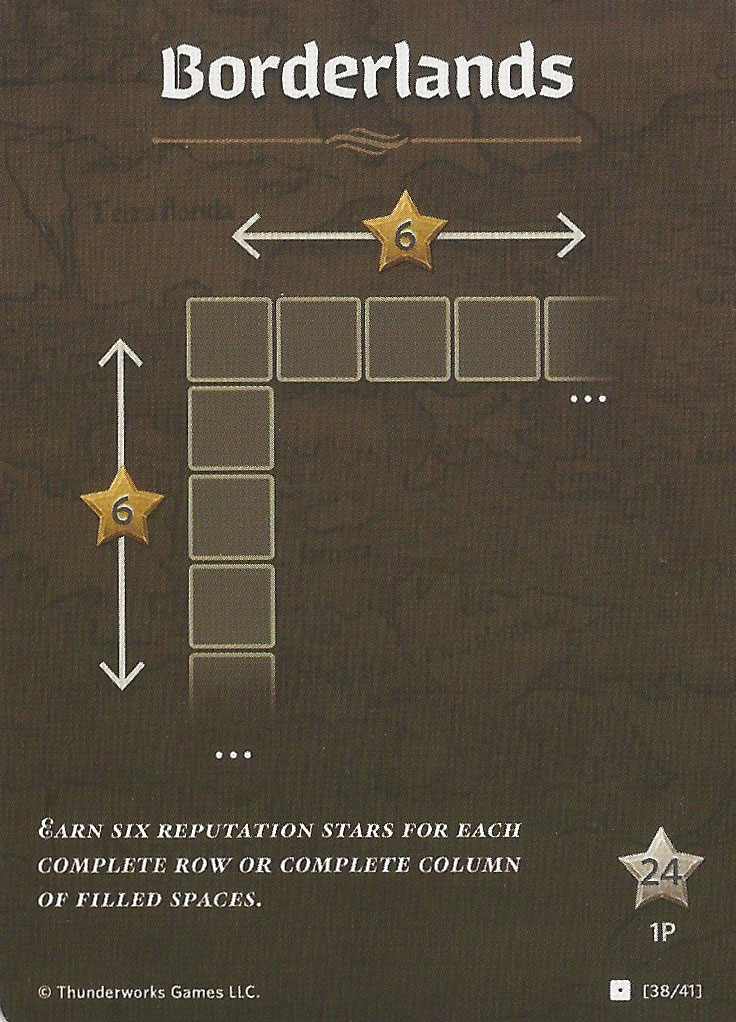 Borderlands
6
...
6
...
EARN SIX REPUTATION STARS FOR EACH
COMPLETE ROW OR COMPLETE COLUMN
OF FILLED SPACES.
24
1P
© Thunderworks Games LLC.
[38/41]